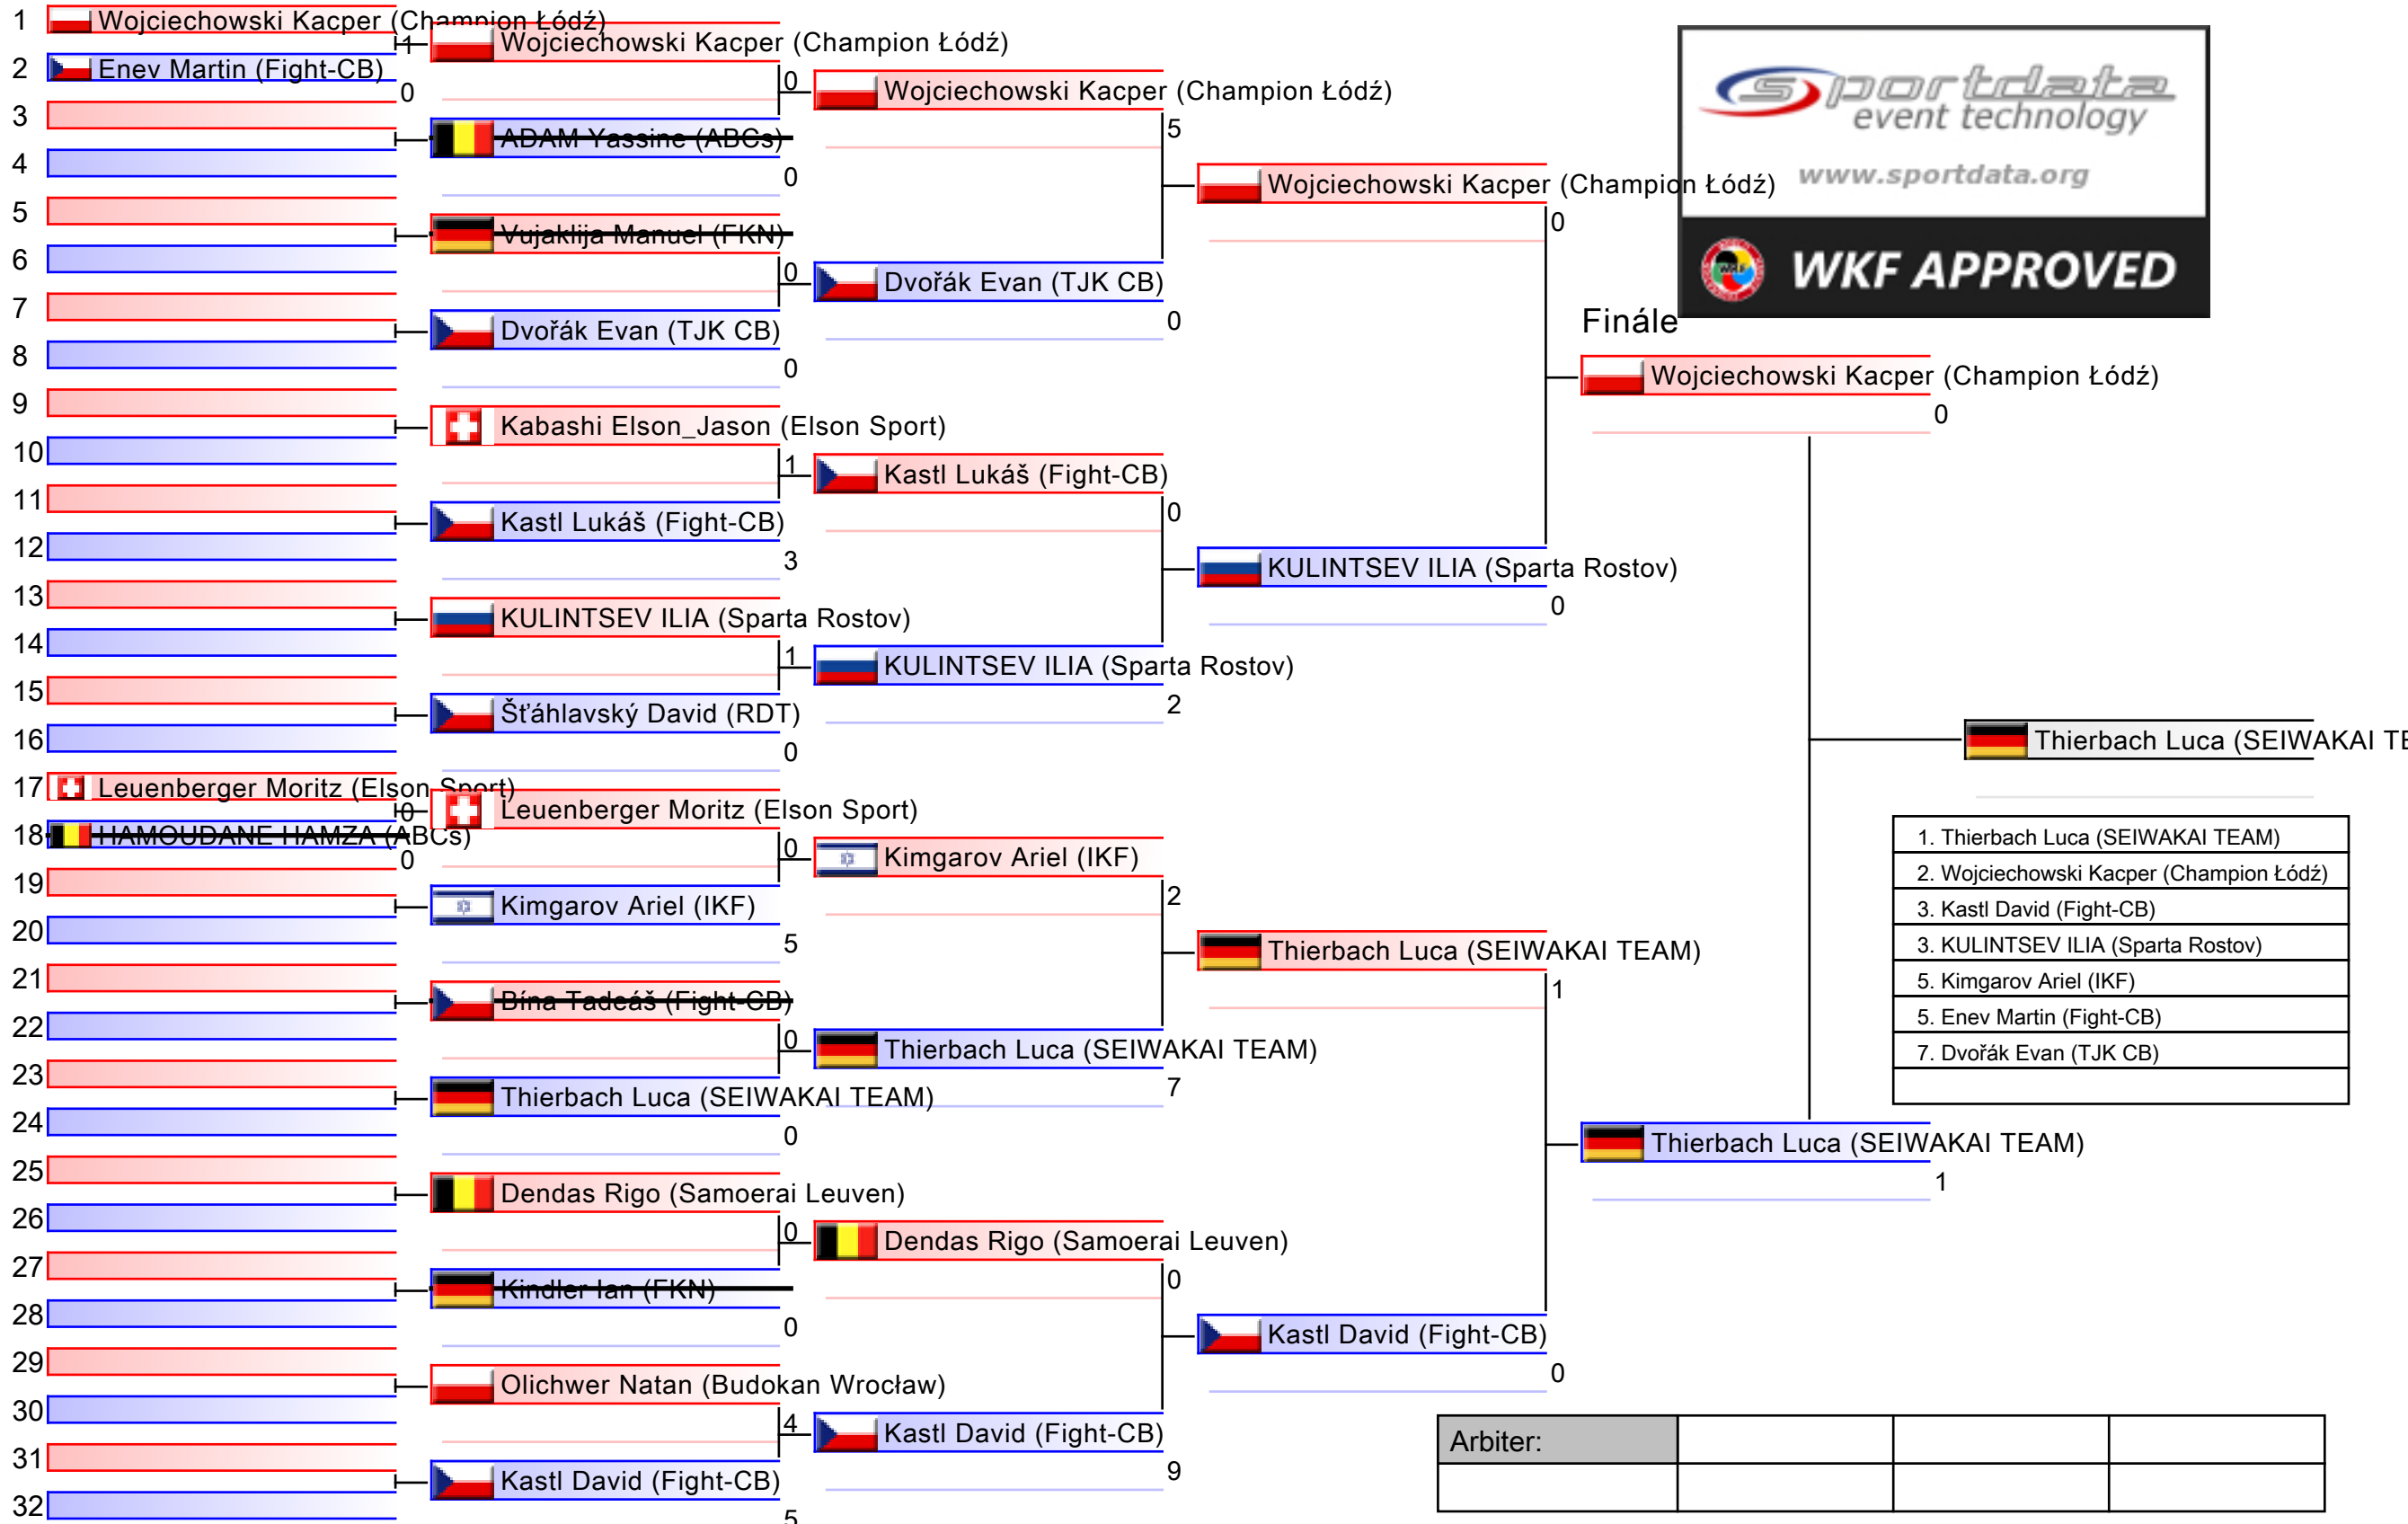 1 Wojciechowski Kacper (Champion Łódź)
1
2 Enev Martin (Fight-CB)
0
3
4
5
6
7
8
9
10
11
12
13
14
15
16
17 Leuenberger Moritz (Elson Sport)
0
18 HAMOUDANE HAMZA (ABCs)
0
19
20
21
22
23
24
25
26
27
28
29
30
31
32
Wojciechowski Kacper (Champion Łódź)
0
ADAM Yassine (ABCs)
0
Vujaklija Manuel (FKN)
0
Dvořák Evan (TJK CB)
0
Kabashi Elson_Jason (Elson Sport)
1
Kastl Lukáš (Fight-CB)
3
KULINTSEV ILIA (Sparta Rostov)
1
Šťáhlavský David (RDT)
0
Leuenberger Moritz (Elson Sport)
0
Kimgarov Ariel (IKF)
5
Bína Tadeáš (Fight-CB)
0
Thierbach Luca (SEIWAKAI TEAM)
0
Dendas Rigo (Samoerai Leuven)
0
Kindler Ian (FKN)
0
Olichwer Natan (Budokan Wrocław)
4
Kastl David (Fight-CB)
5
Wojciechowski Kacper (Champion Łódź)
5
Dvořák Evan (TJK CB)
0
Kastl Lukáš (Fight-CB)
0
KULINTSEV ILIA (Sparta Rostov)
2
Kimgarov Ariel (IKF)
2
Thierbach Luca (SEIWAKAI TEAM)
7
Dendas Rigo (Samoerai Leuven)
0
Kastl David (Fight-CB)
9
Wojciechowski Kacper (Champion Łódź)
0
KULINTSEV ILIA (Sparta Rostov)
0
Thierbach Luca (SEIWAKAI TEAM)
1
Kastl David (Fight-CB)
0
sportdata
event technology
www.sportdata.org
WKF
WKF APPROVED
Finále
Wojciechowski Kacper (Champion Łódź)
0
Thierbach Luca (SEIWAKAI TEAM)
1
Thierbach Luca (SEIWAKAI TE
1. Thierbach Luca (SEIWAKAI TEAM)
2. Wojciechowski Kacper (Champion Łódź)
3. Kastl David (Fight-CB)
3. KULINTSEV ILIA (Sparta Rostov)
5. Kimgarov Ariel (IKF)
5. Enev Martin (Fight-CB)
7. Dvořák Evan (TJK CB)
Arbiter: